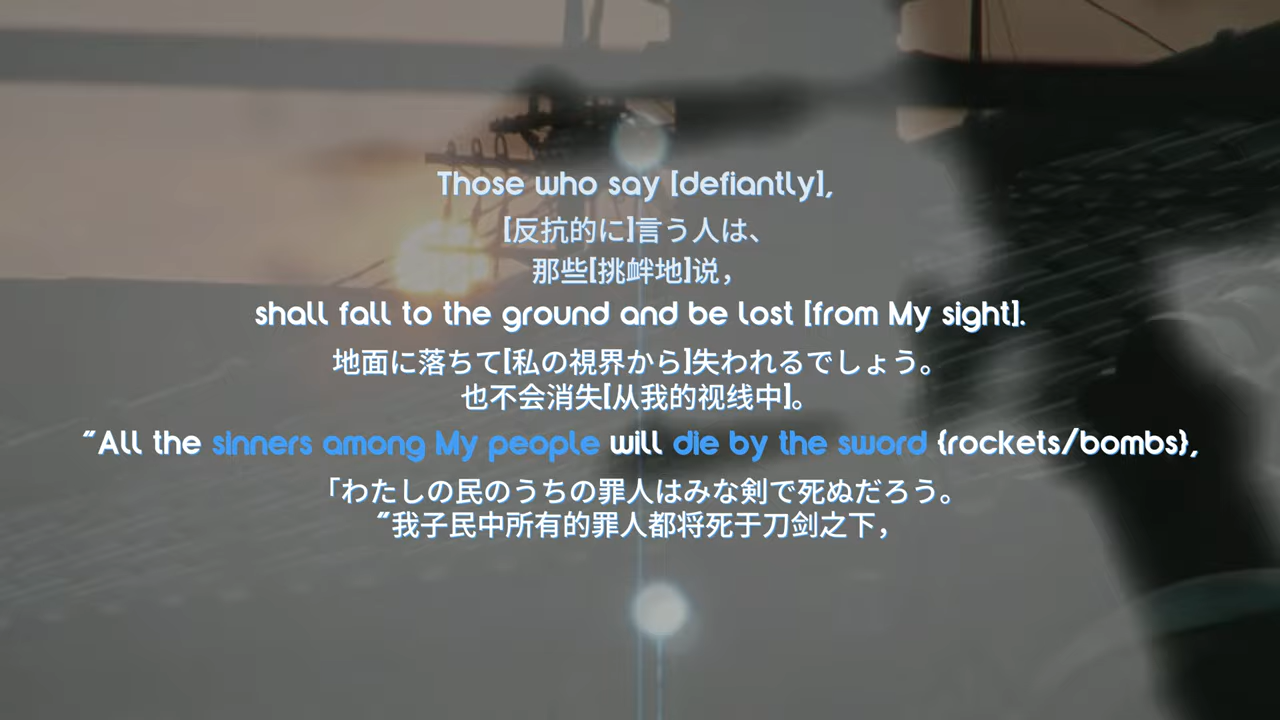 Those who say [defiantly],
[反抗的に]言う人は、
那些[挑衅地]说，
shall fall to the ground and be lost [from My sight].
地面に落ちて[私の視界から]失われるでしょう。
也不会消失[从我的视线中]。
"All the sinners among My people will die by the sword {rockets/bombs},
「わたしの民のうちの罪人はみな剣で死ぬだろう。
"我子民中所有的罪人都将死于刀剑之下，